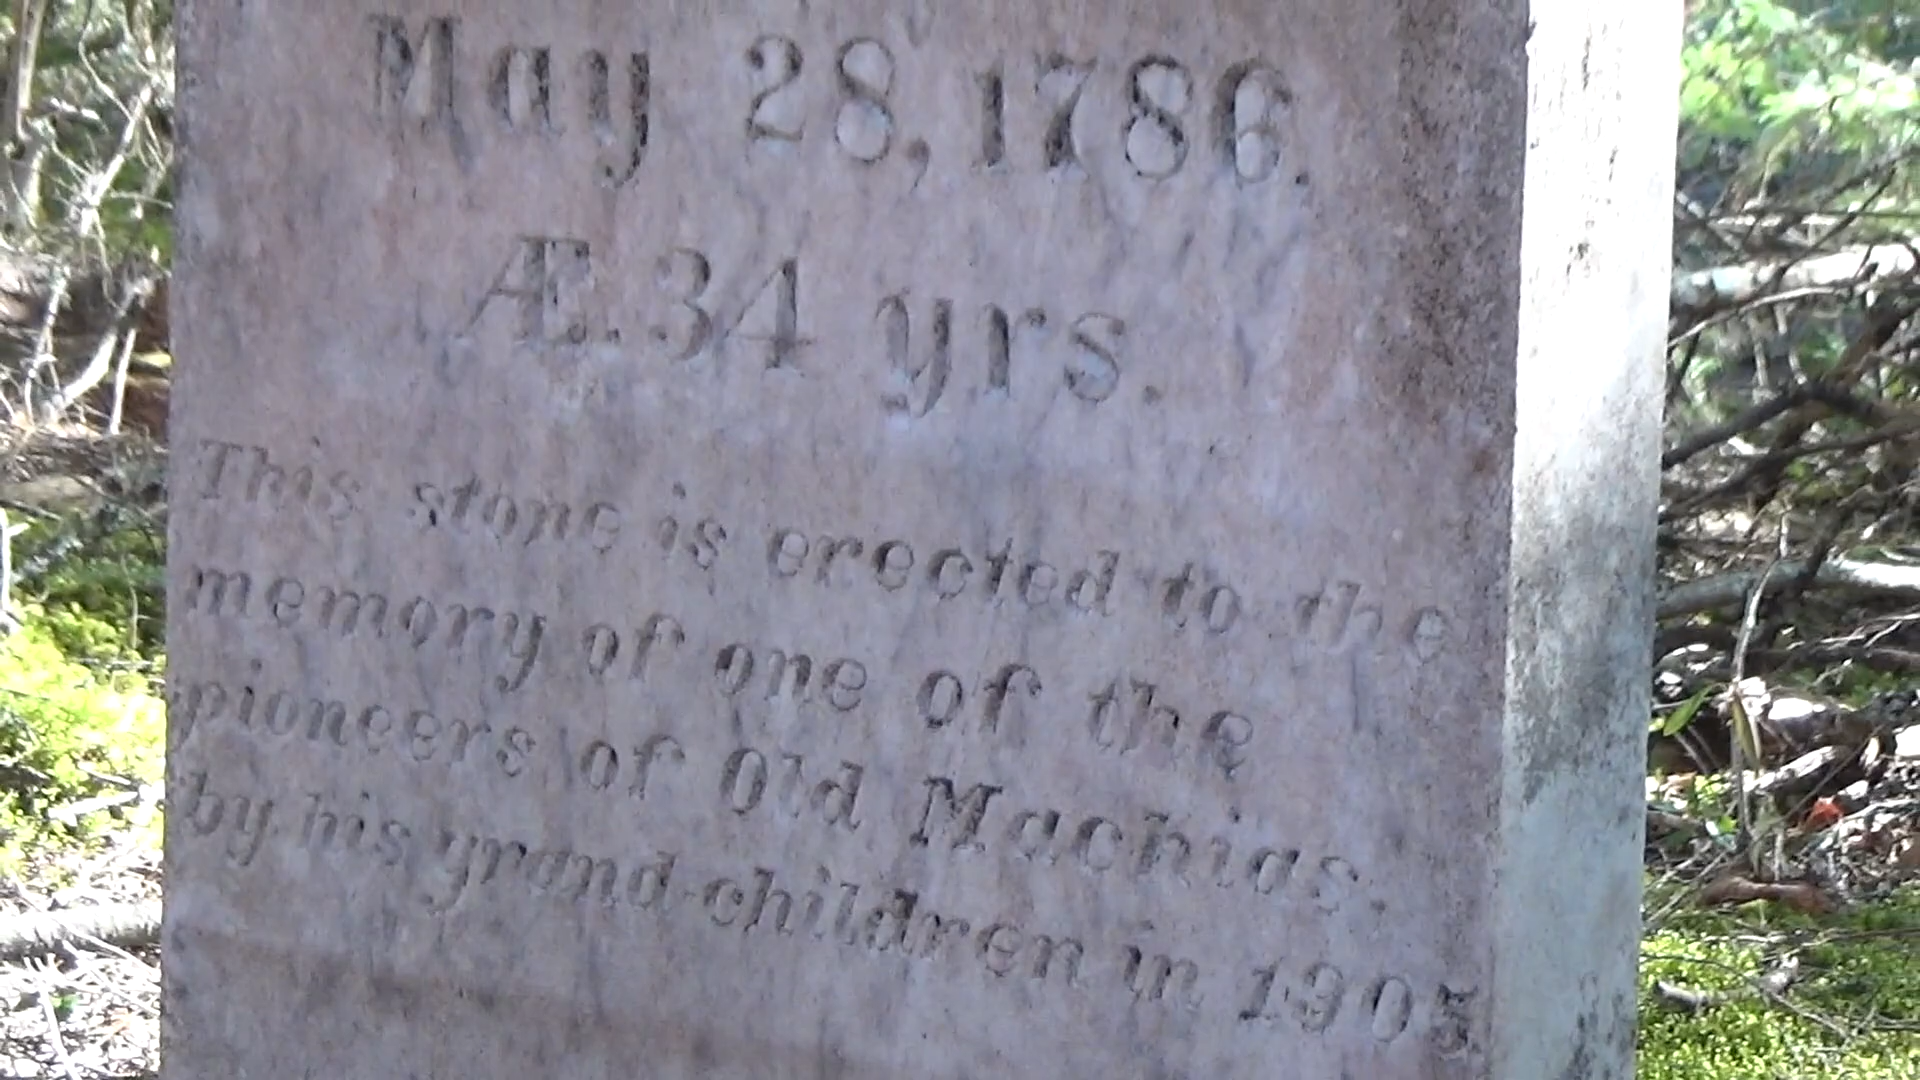 May 28, 1786.
Æ. 34 yrs.
This stone is erected to the
memory of one of the
pioneers of Old Machias.
by his grand-children in 1905